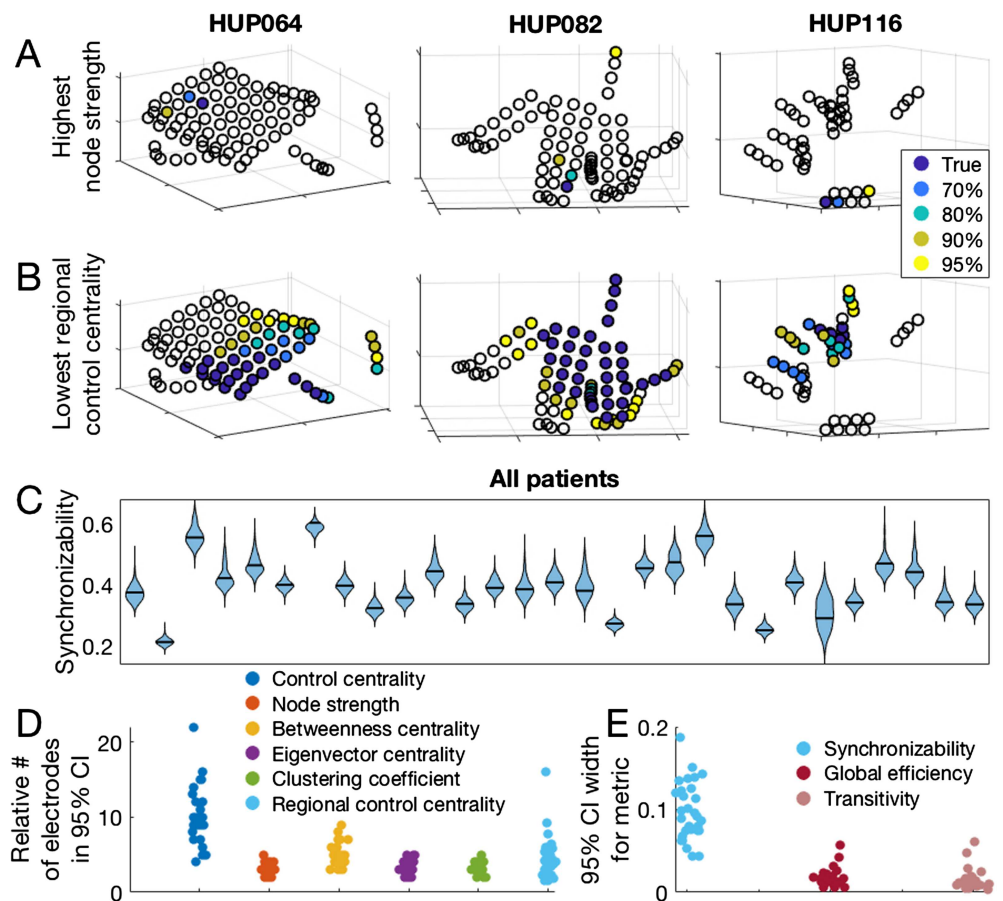 HUP064 HUP082 HUP116
A
Highest
node strength
True
70%
80%
90%
95%
B
Lowest regional
control centrality
C
All patients
Synchronizability
0.6
0.4
0.2
D
Relative #
of electrodes
in 95% CI
20
10
0
Control centrality
Node strength
Betweenness centrality
Eigenvector centrality
Clustering coefficient
Regional control centrality
E
95% CI width
for metric
0.2
0.1
0
Synchronizability
Global efficiency
Transitivity